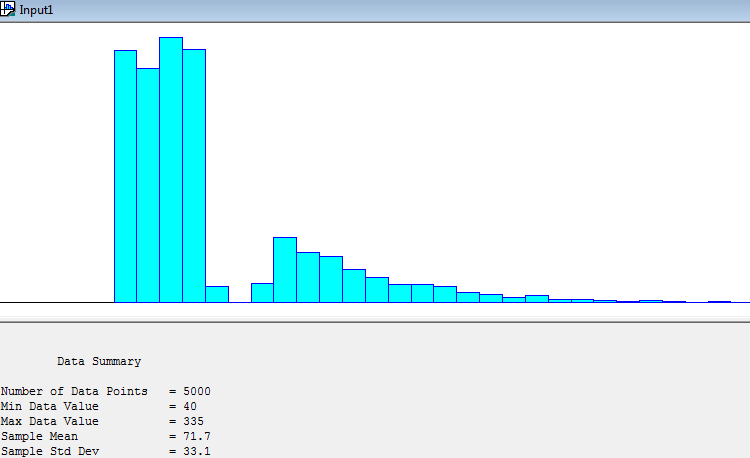 Input1
Data Summary
Number of Data Points = 5000
Min Data Value = 40
Max Data Value = 335
Sample Mean = 71.7
Sample Std Dev = 33.1